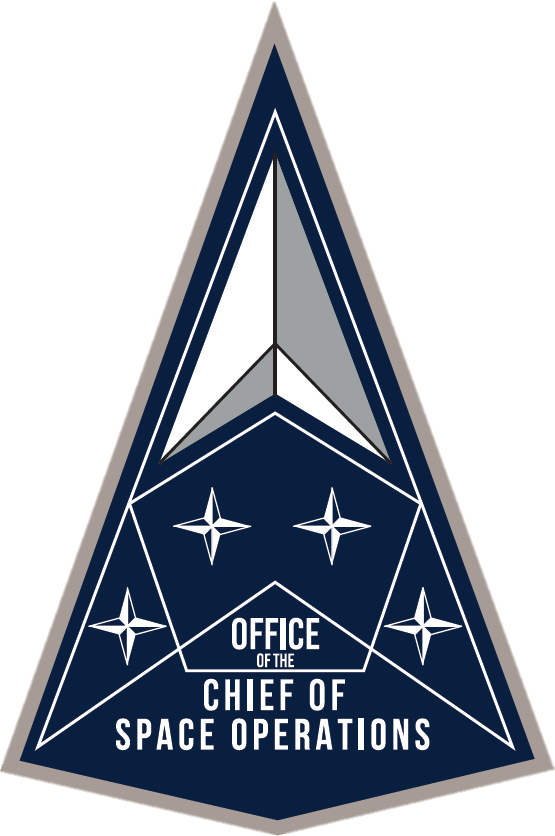 OFFICE
OF THE
CHIEF OF
SPACE OPERATIONS